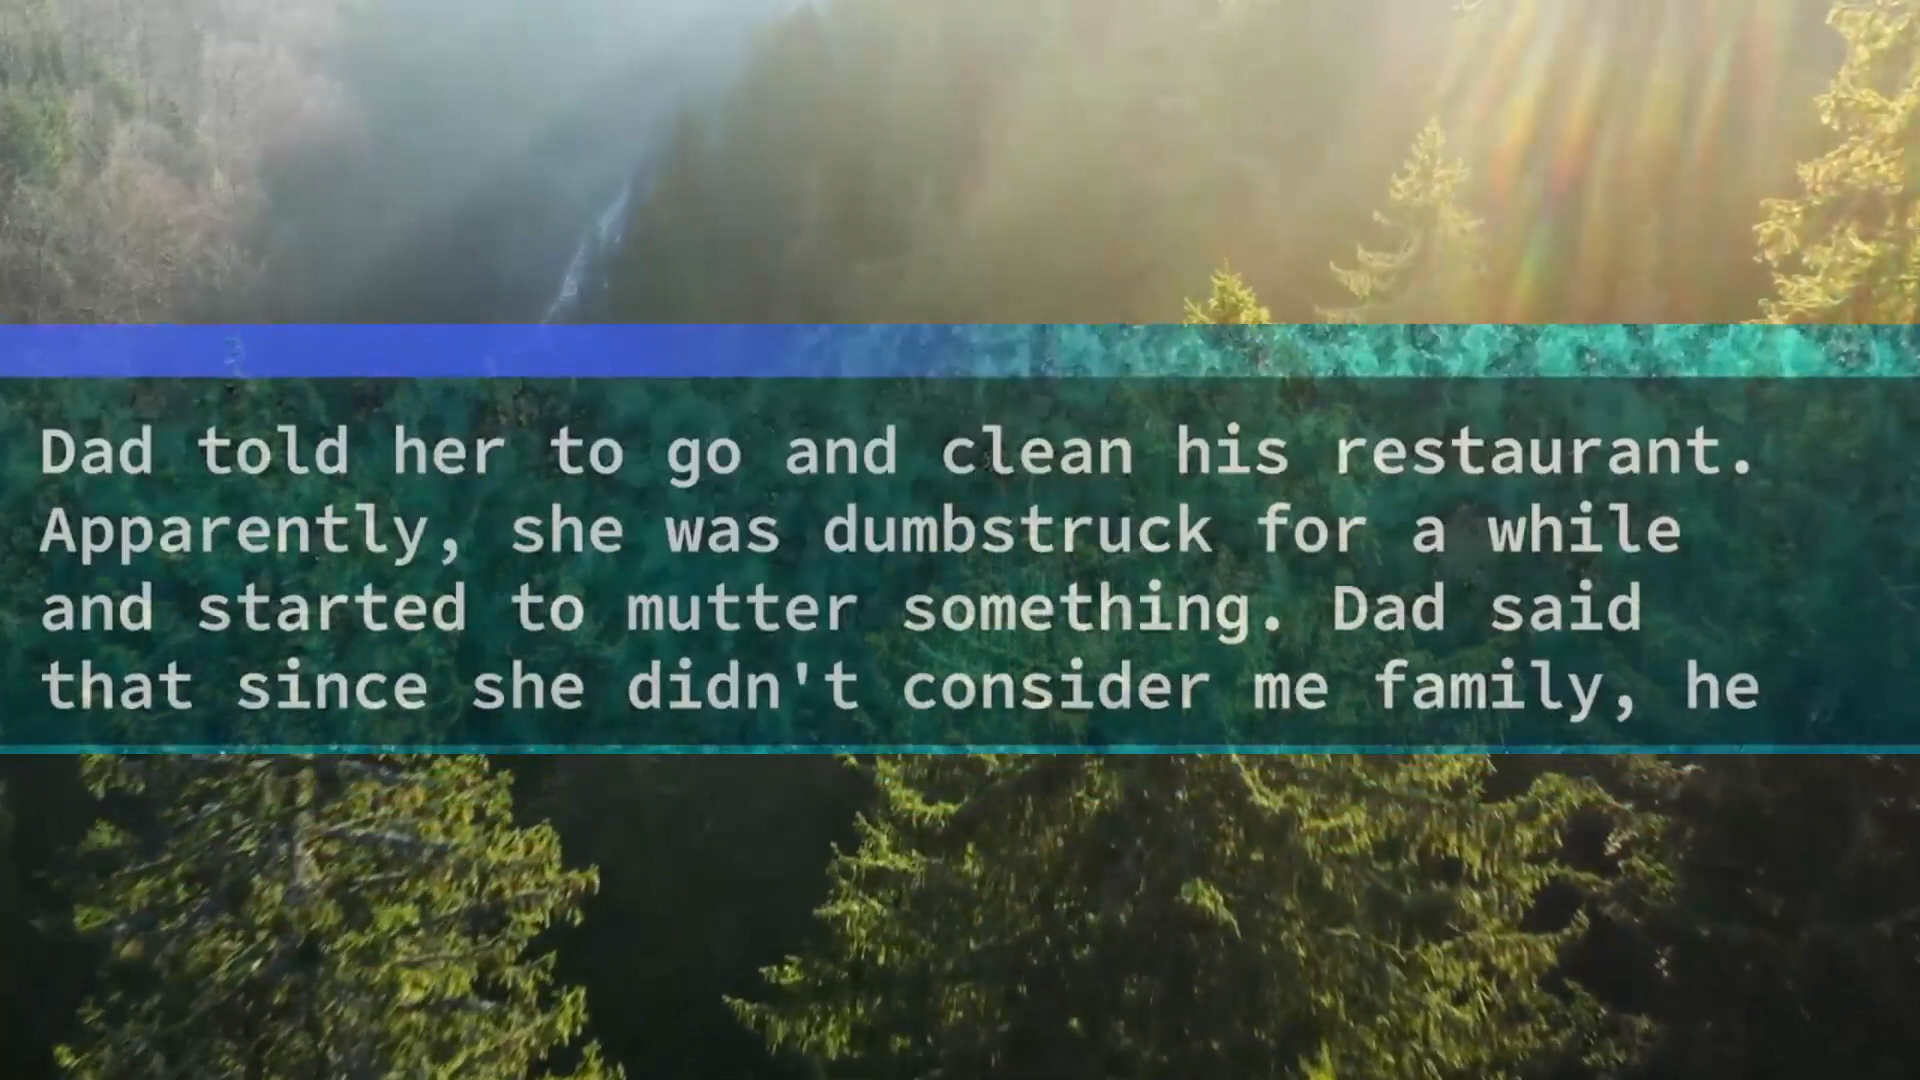 Dad told her to go and clean his restaurant.
Apparently, she was dumbstruck for a while
and started to mutter something. Dad said
that since she didn't consider me family, he